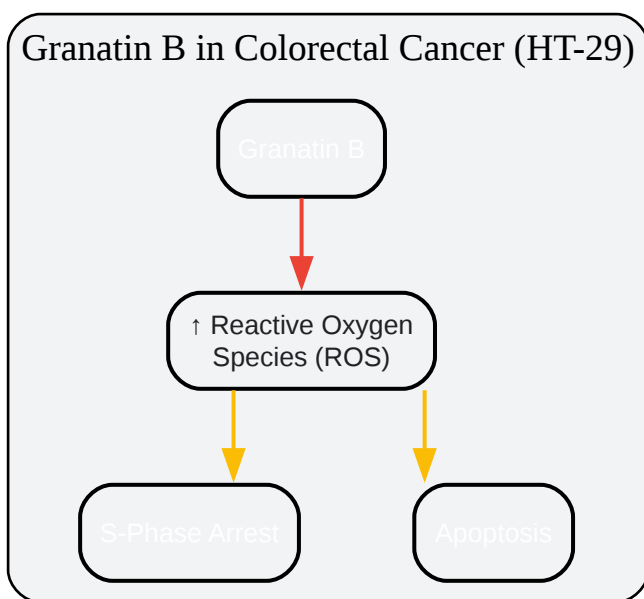 Granatin B in Colorectal Cancer (HT-29)
Granatin B
↑ Reactive Oxygen
Species (ROS)
S-Phase Arrest
Apoptosis